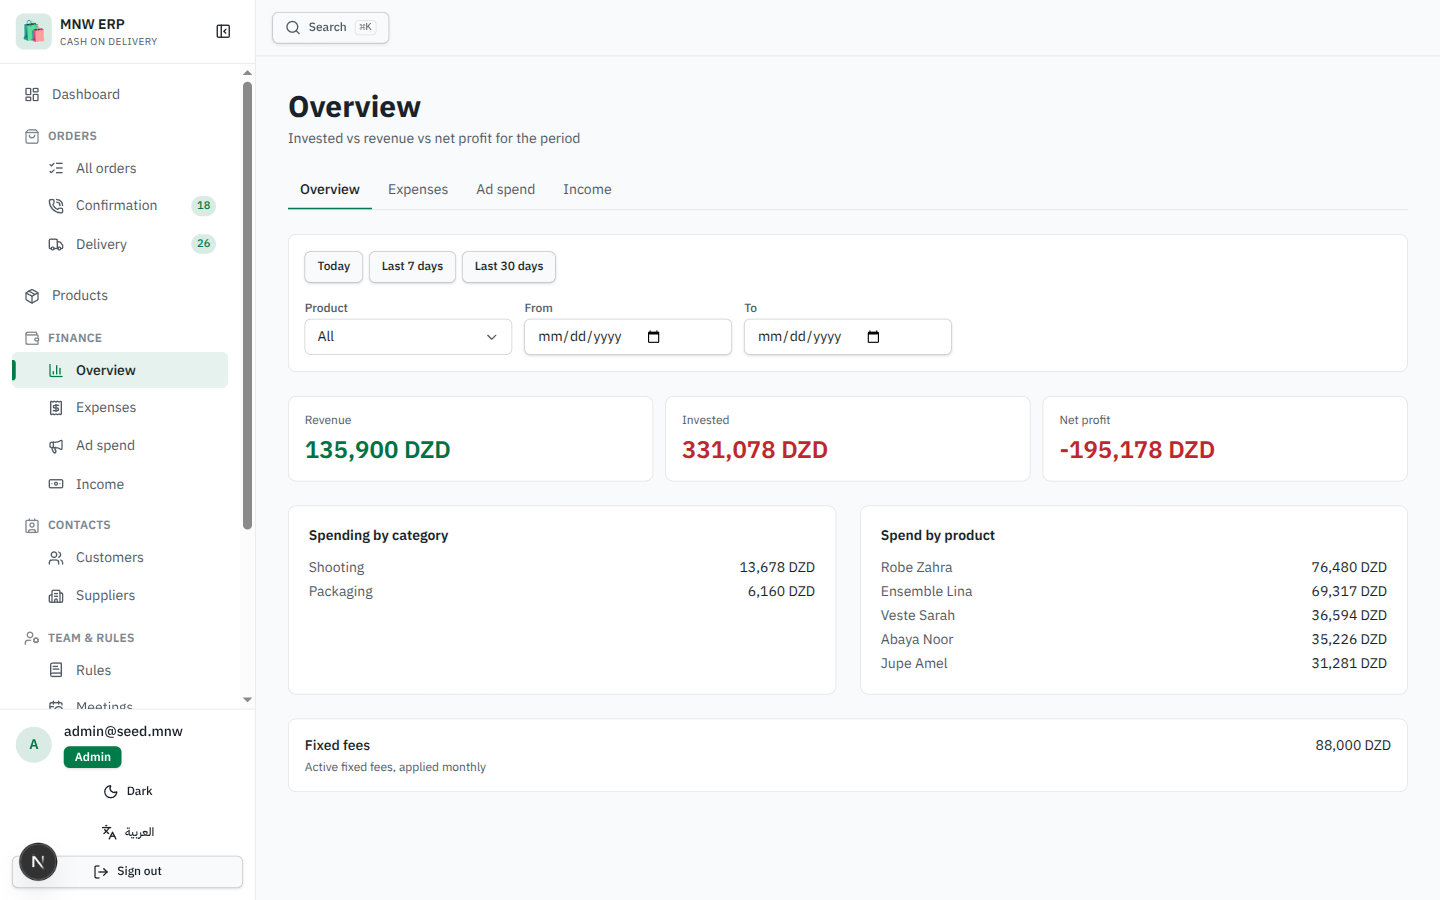 MNW ERP
CASH ON DELIVERY
Search ⌘K
Dashboard
ORDERS
All orders
Confirmation 18
Delivery 26
Products
FINANCE
Overview
Expenses
Ad spend
Income
CONTACTS
Customers
Suppliers
TEAM & RULES
Rules
Meetings
A
admin@seed.mnw
Admin
Dark
العربية
N
Sign out
Overview
Invested vs revenue vs net profit for the period
Overview Expenses Ad spend Income
Today Last 7 days Last 30 days
Product From To
All mm/dd/yyyy mm/dd/yyyy
Revenue Invested Net profit
135,900 DZD 331,078 DZD -195,178 DZD
Spending by category
Shooting 13,678 DZD
Packaging 6,160 DZD
Spend by product
Robe Zahra 76,480 DZD
Ensemble Lina 69,317 DZD
Veste Sarah 36,594 DZD
Abaya Noor 35,226 DZD
Jupe Amel 31,281 DZD
Fixed fees 88,000 DZD
Active fixed fees, applied monthly